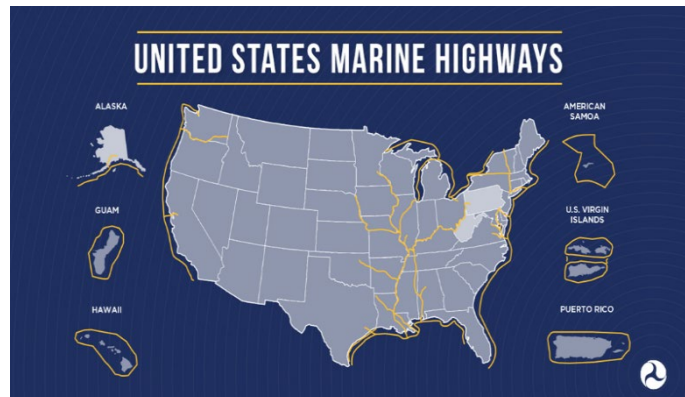 UNITED STATES MARINE HIGHWAYS
ALASKA
GUAM
HAWAII
AMERICAN
SAMOA
U.S. VIRGIN
ISLANDS
PUERTO RICO